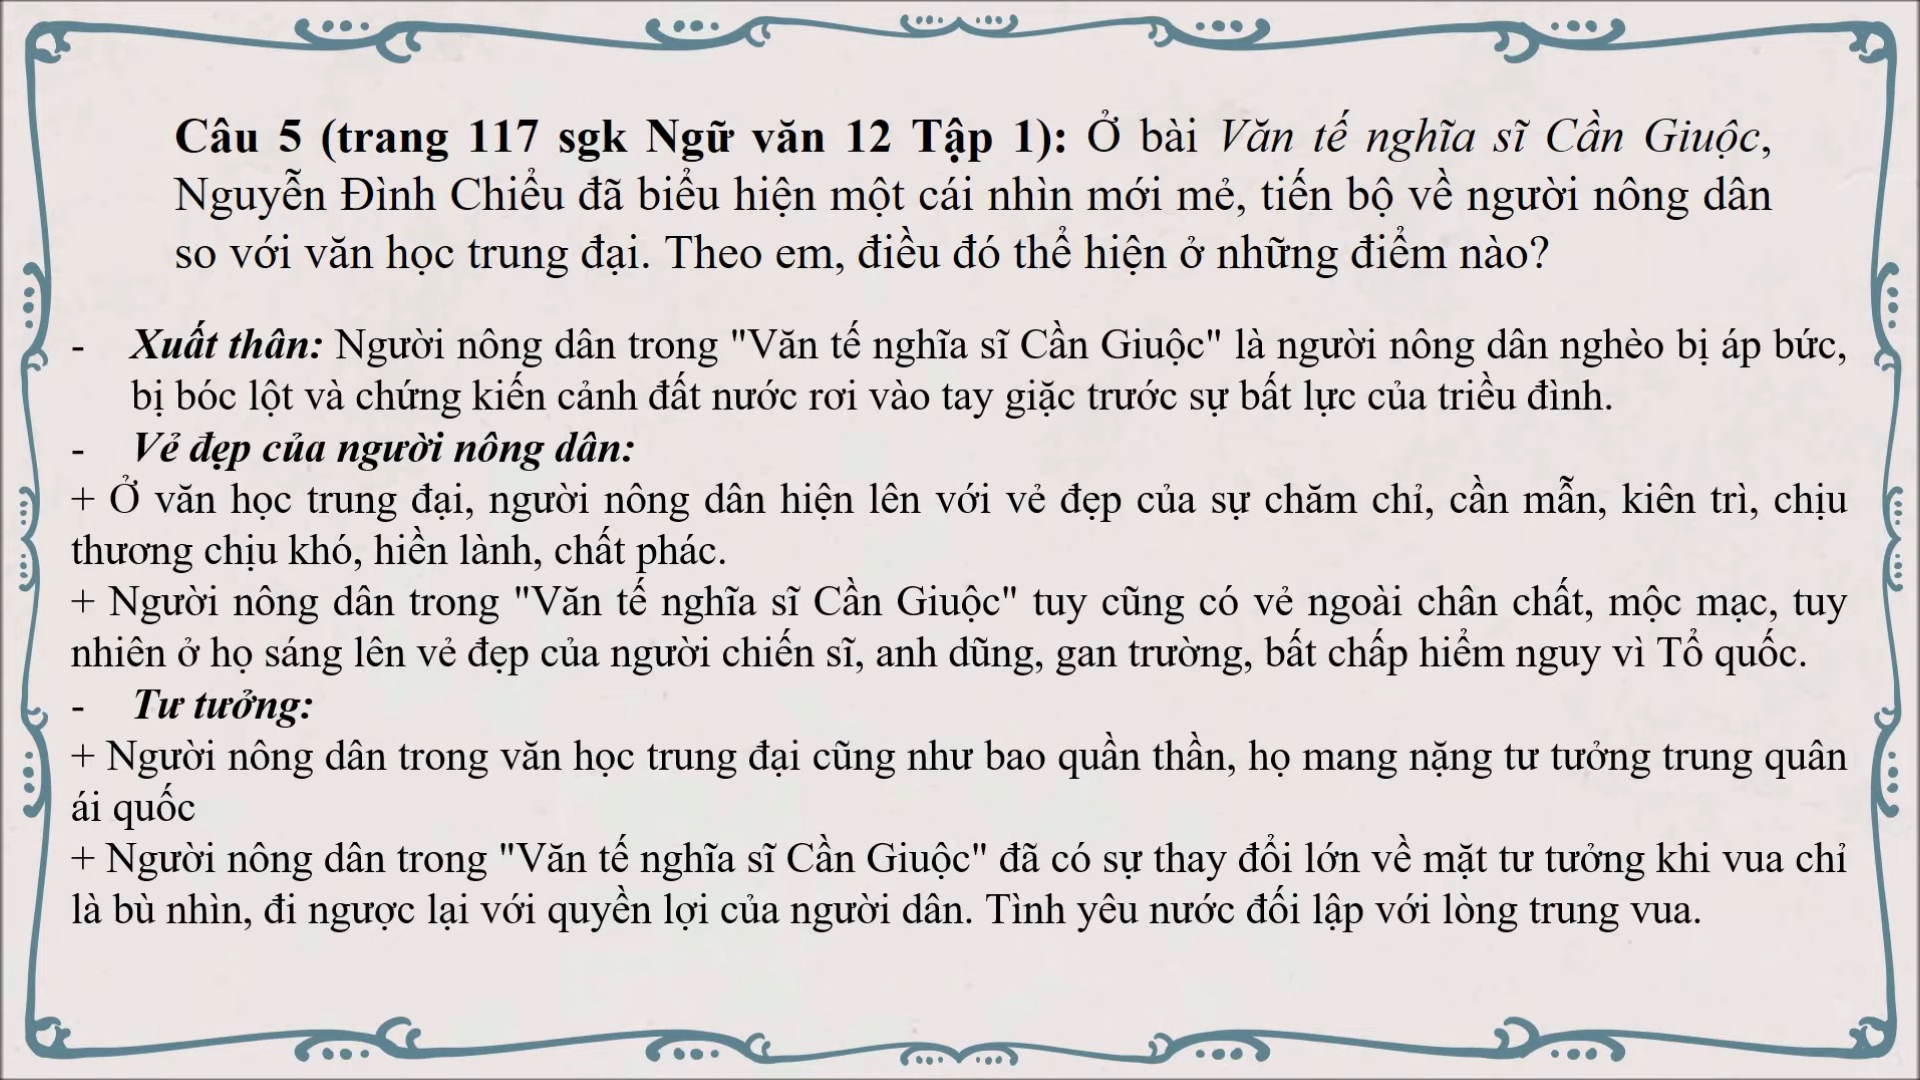 Câu 5 (trang 117 sgk Ngữ văn 12 Tập 1): Ở bài Văn tế nghĩa sĩ Cần Giuộc,
Nguyễn Đình Chiểu đã biểu hiện một cái nhìn mới mẻ, tiến bộ về người nông dân
so với văn học trung đại. Theo em, điều đó thể hiện ở những điểm nào?
- Xuất thân: Người nông dân trong "Văn tế nghĩa sĩ Cần Giuộc" là người nông dân nghèo bị áp bức,
bị bóc lột và chứng kiến cảnh đất nước rơi vào tay giặc trước sự bất lực của triều đình.
- Vẻ đẹp của người nông dân:
+ Ở văn học trung đại, người nông dân hiện lên với vẻ đẹp của sự chăm chỉ, cần mẫn, kiên trì, chịu
thương chịu khó, hiền lành, chất phác.
+ Người nông dân trong "Văn tế nghĩa sĩ Cần Giuộc" tuy cũng có vẻ ngoài chân chất, mộc mạc, tuy
nhiên ở họ sáng lên vẻ đẹp của người chiến sĩ, anh dũng, gan trường, bất chấp hiểm nguy vì Tổ quốc.
- Tư tưởng:
+ Người nông dân trong văn học trung đại cũng như bao quần thần, họ mang nặng tư tưởng trung quân
ái quốc
+ Người nông dân trong "Văn tế nghĩa sĩ Cần Giuộc" đã có sự thay đổi lớn về mặt tư tưởng khi vua chỉ
là bù nhìn, đi ngược lại với quyền lợi của người dân. Tình yêu nước đối lập với lòng trung vua.